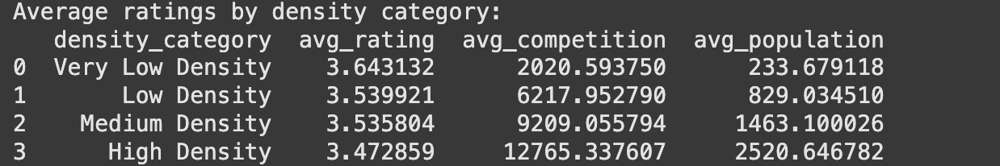 Average ratings by density category:
density_category avg_rating avg_competition avg_population
0 Very Low Density 3.643132 2020.593750 233.679118
1 Low Density 3.539921 6217.952790 829.034510
2 Medium Density 3.535804 9209.055794 1463.100026
3 High Density 3.472859 12765.337607 2520.646782